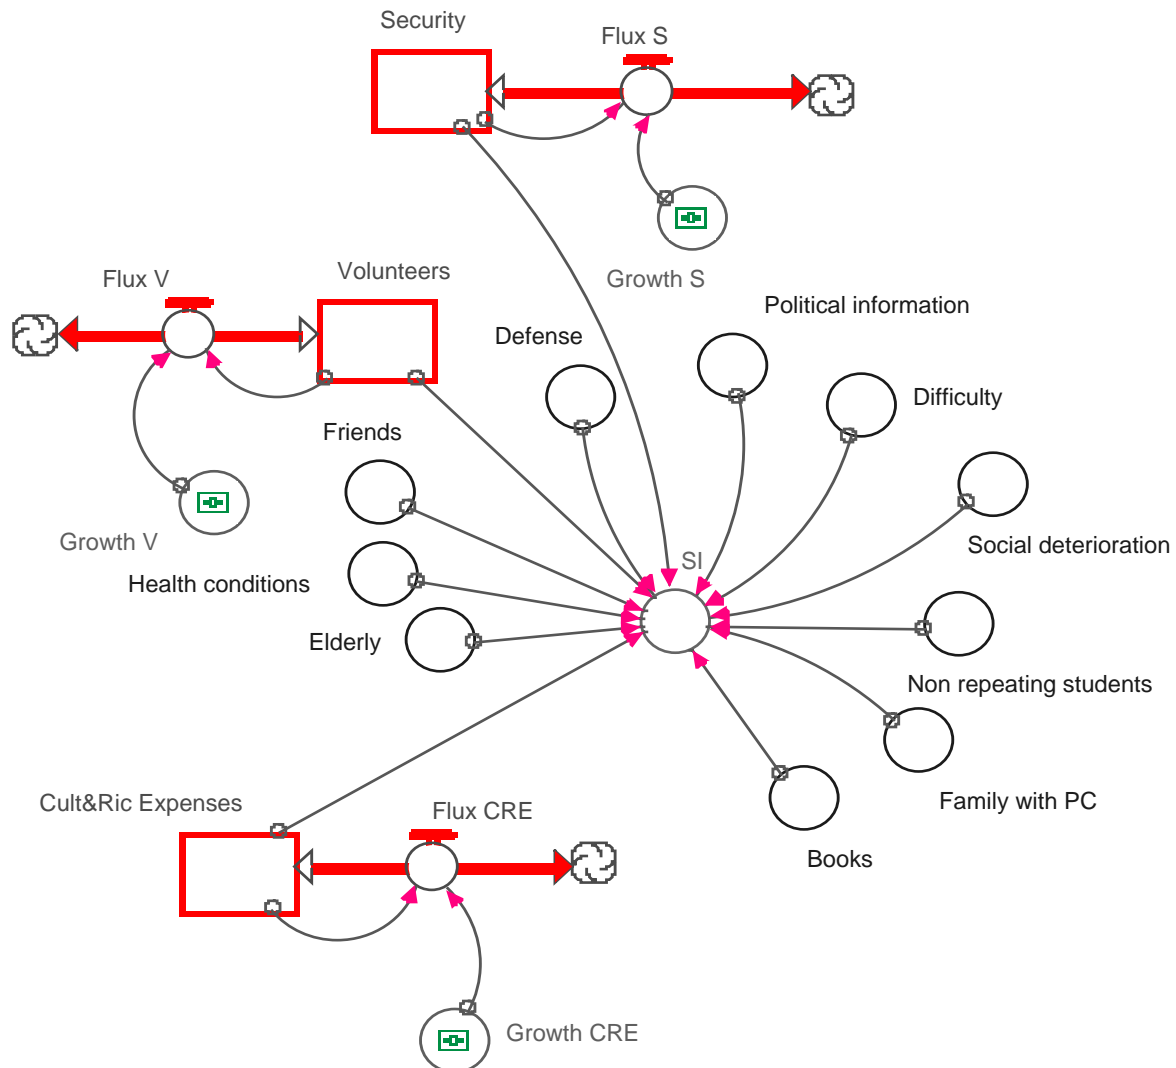 Security
Flux S
Growth S
Flux V
Volunteers
Political information
Defense
Difficulty
Friends
Growth V
Social deterioration
SI
Health conditions
Elderly
Non repeating students
Cult&Ric Expenses
Flux CRE
Family with PC
Books
Growth CRE